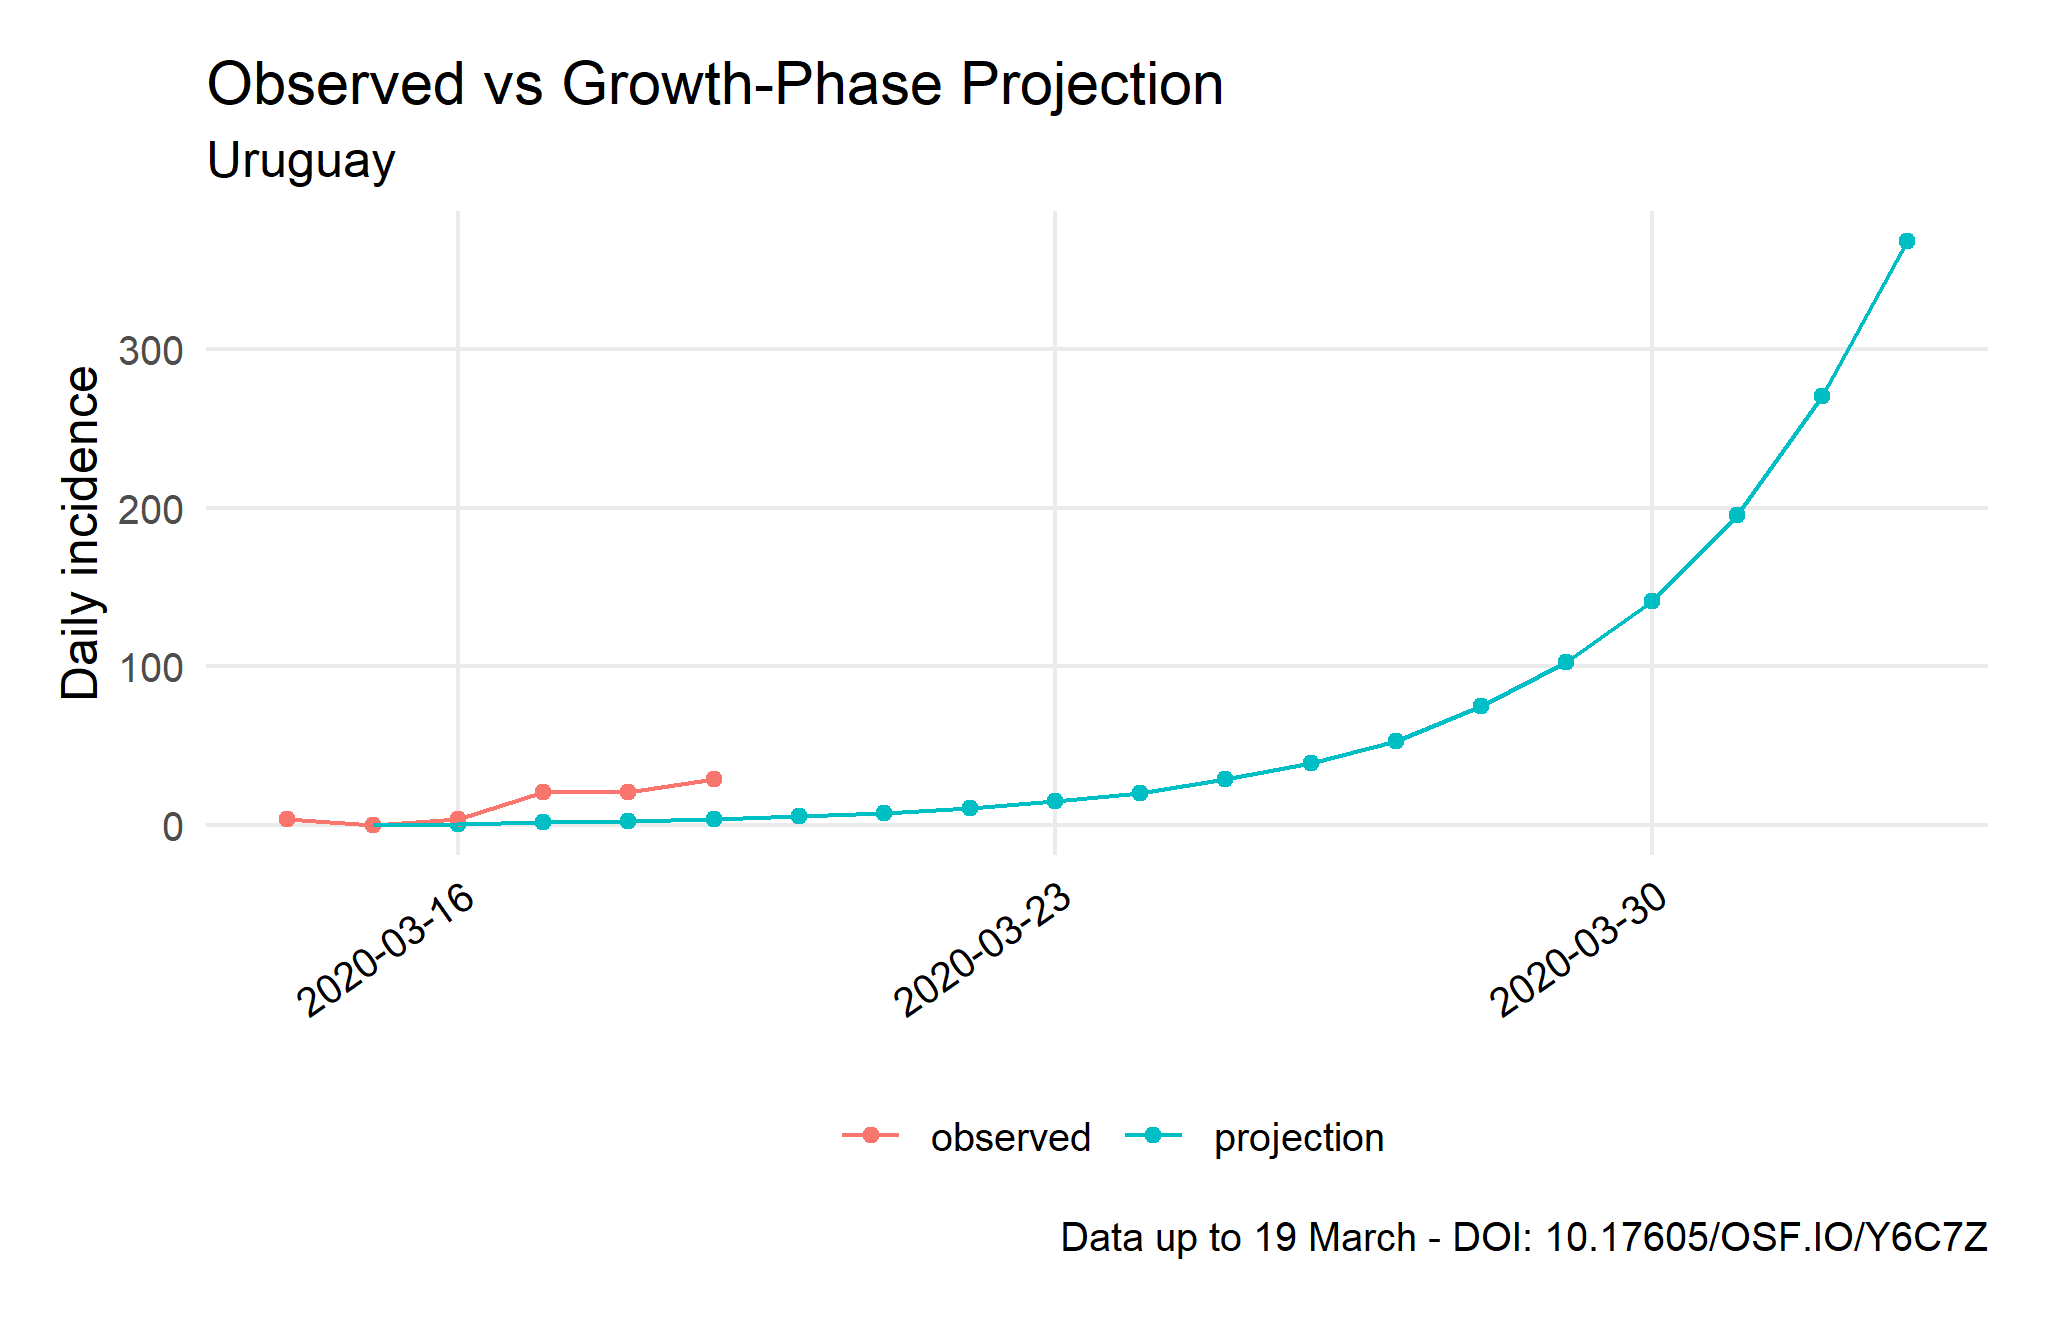 Observed vs Growth-Phase Projection
Uruguay
Daily incidence
300
200
100
0
2020-03-16
2020-03-23
2020-03-30
observed
projection
Data up to 19 March - DOI: 10.17605/OSF.IO/Y6C7Z